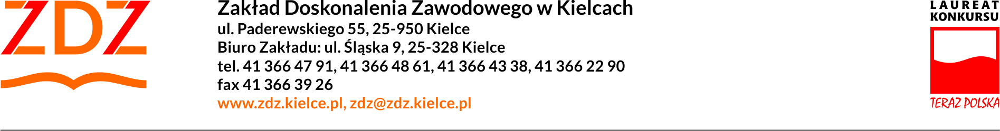 ZDZ
Zakład Doskonalenia Zawodowego w Kielcach
ul. Paderewskiego 55, 25-950 Kielce
Biuro Zakładu: ul. Śląska 9, 25-328 Kielce
tel. 41 366 47 91, 41 366 48 61, 41 366 43 38, 41 366 22 90
fax 41 366 39 26
www.zdz.kielce.pl, zdz@zdz.kielce.pl
LAUREAT
KONKURSU
TERAZ POLSKA